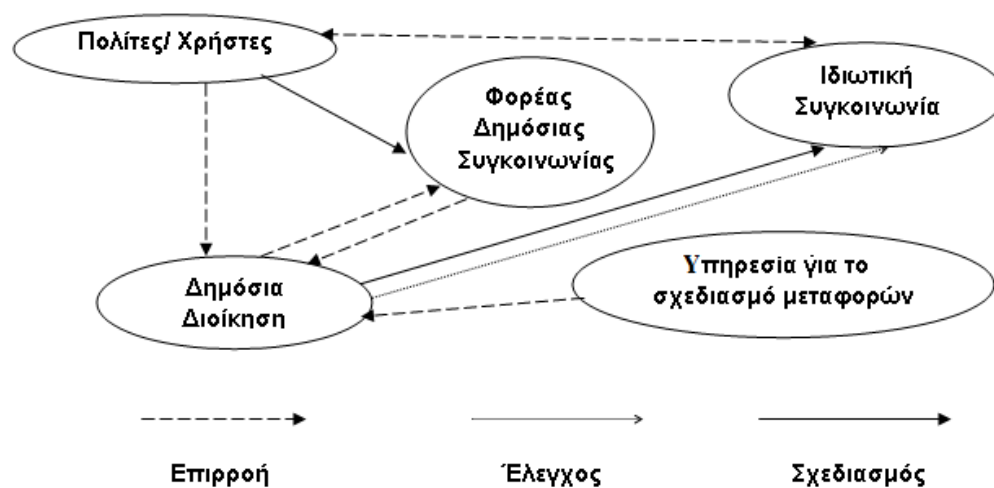 Πολίτες/ Χρήστες
Φορέας
Δημόσιας
Συγκοινωνίας
Ιδιωτική
Συγκοινωνία
Δημόσια
Διοίκηση
Υπηρεσία για το
σχεδιασμό μεταφορών
Επιρροή
Έλεγχος
Σχεδιασμός